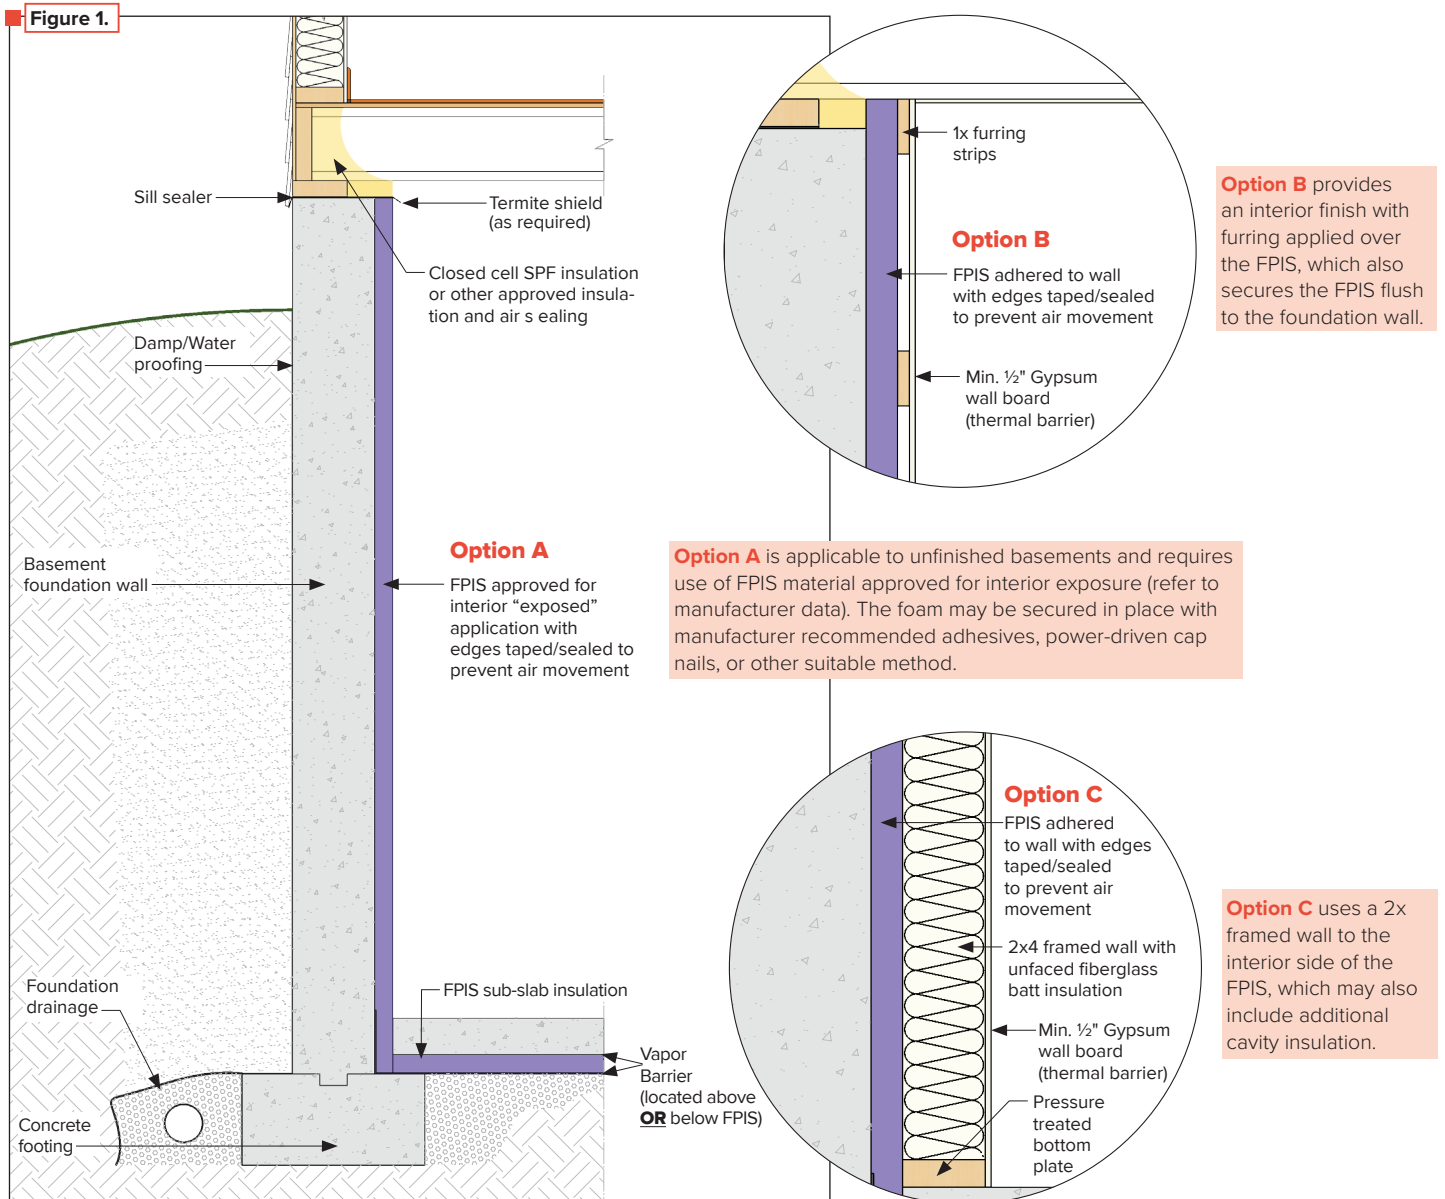 Figure 1.
Sill sealer
Termite shield
(as required)
Closed cell SPF insulation
or other approved insula-
tion and air s ealing
Damp/Water
proofing
Basement
foundation wall
Option A
FPIS approved for
interior “exposed”
application with
edges taped/sealed to
prevent air movement
Foundation
drainage
Concrete
footing
FPIS sub-slab insulation
Vapor
Barrier
(located above
OR below FPIS)
1x furring
strips
Option B
FPIS adhered to wall
with edges taped/sealed
to prevent air movement
Min. ½" Gypsum
wall board
(thermal barrier)
Option B provides
an interior finish with
furring applied over
the FPIS, which also
secures the FPIS flush
to the foundation wall.
Option A is applicable to unfinished basements and requires
use of FPIS material approved for interior exposure (refer to
manufacturer data). The foam may be secured in place with
manufacturer recommended adhesives, power-driven cap
nails, or other suitable method.
Option C
FPIS adhered
to wall with edges
taped/sealed
to prevent air
movement
2x4 framed wall with
unfaced fiberglass
batt insulation
Min. ½" Gypsum
wall board
(thermal barrier)
Pressure
treated
bottom
plate
Option C uses a 2x
framed wall to the
interior side of the
FPIS, which may also
include additional
cavity insulation.